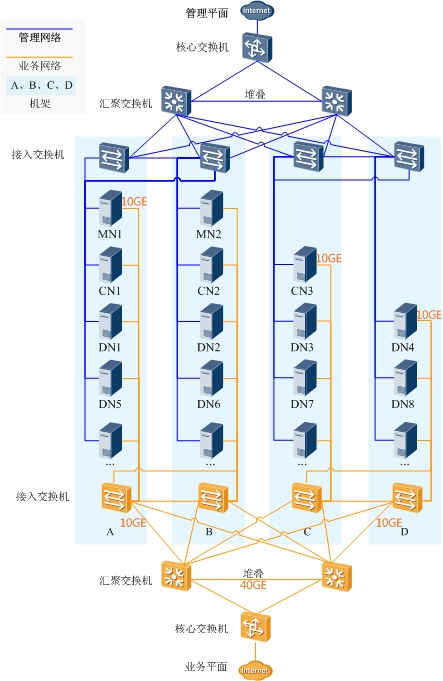 管理平面
Internet
管理网络
业务网络
A、B、C、D
机架
核心交换机
汇聚交换机
堆叠
接入交换机
10GE
MN1
MN2
CN1
CN2
10GE
CN3
10GE
DN1
DN2
DN3
DN4
DN5
DN6
DN7
DN8
...
...
...
...
接入交换机
10GE
10GE
A
B
C
D
汇聚交换机
堆叠
40GE
核心交换机
业务平面
Internet